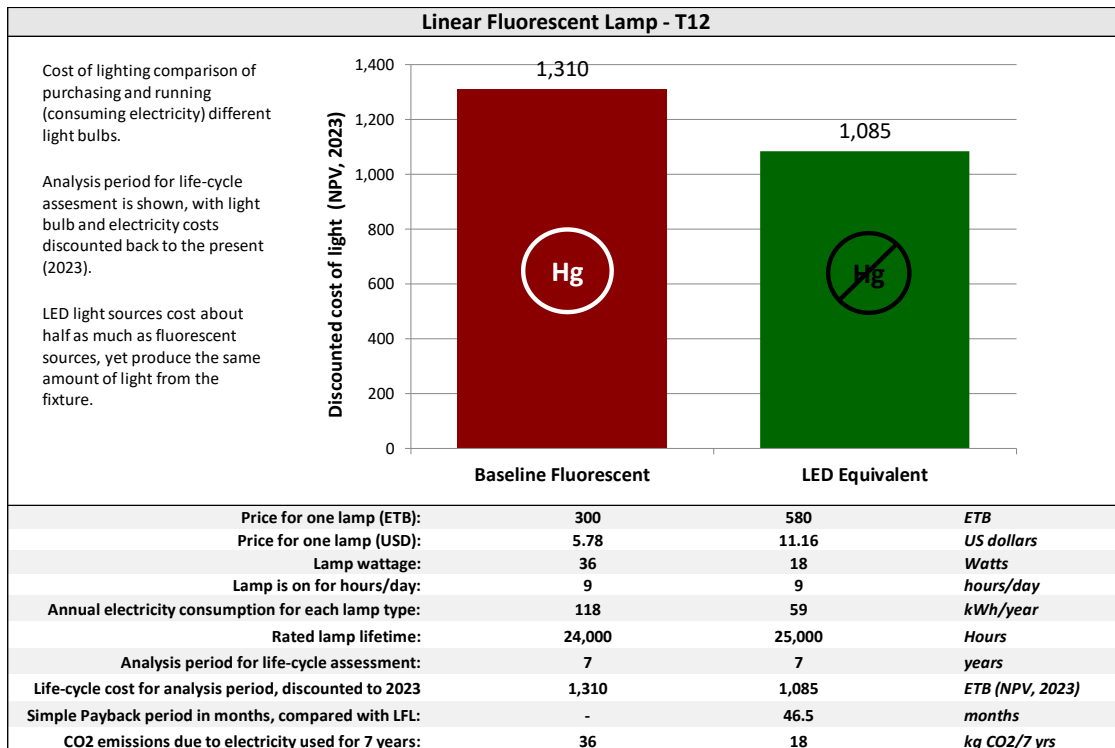 Linear Fluorescent Lamp - T12
Cost of lighting comparison of
purchasing and running
(consuming electricity) different
light bulbs.
Analysis period for life-cycle
assesment is shown, with light
bulb and electricity costs
discounted back to the present
(2023).
LED light sources cost about
half as much as fluorescent
sources, yet produce the same
amount of light from the
fixture.
Discounted cost of light (NPV, 2023)
1,400
1,200
1,000
800
600
400
200
0
1,310
1,085
Hg
Hg
Baseline Fluorescent
LED Equivalent
Price for one lamp (ETB): 300 580 ETB
Price for one lamp (USD): 5.78 11.16 US dollars
Lamp wattage: 36 18 Watts
Lamp is on for hours/day: 9 9 hours/day
Annual electricity consumption for each lamp type: 118 59 kWh/year
Rated lamp lifetime: 24,000 25,000 Hours
Analysis period for life-cycle assessment: 7 7 years
Life-cycle cost for analysis period, discounted to 2023 1,310 1,085 ETB (NPV, 2023)
Simple Payback period in months, compared with LFL: - 46.5 months
CO2 emissions due to electricity used for 7 years: 36 18 kg CO2/7 yrs